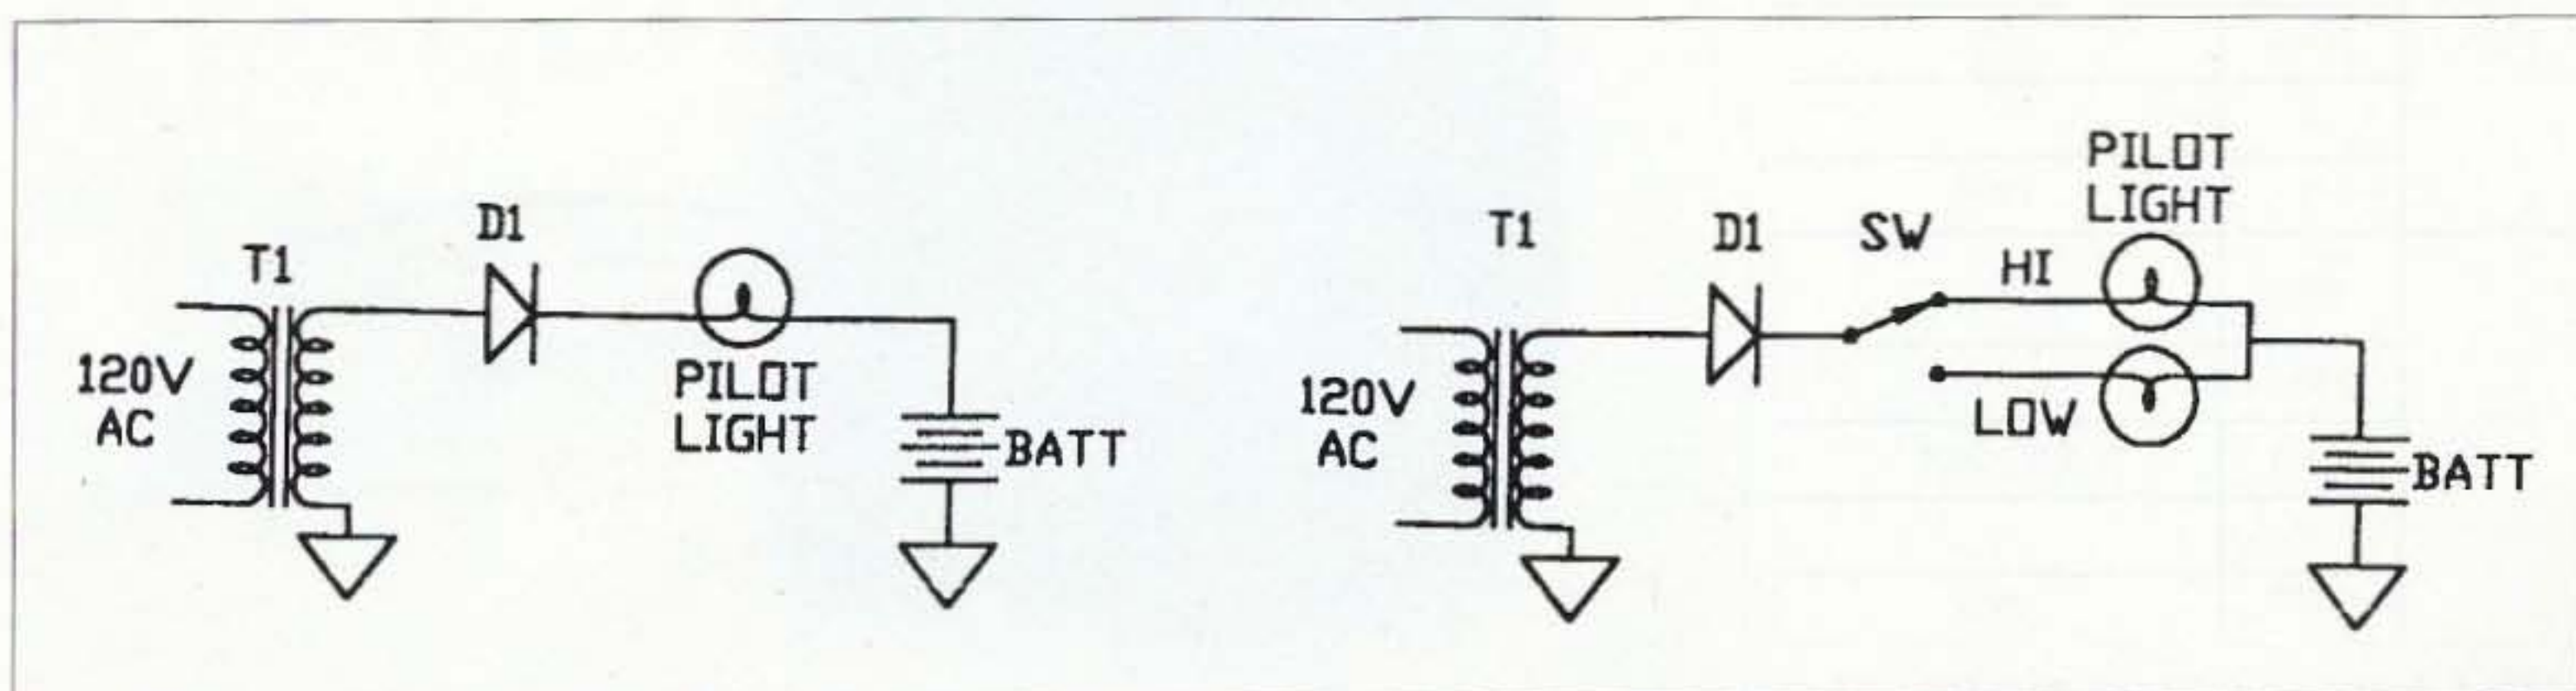 T1
D1
120V
AC
PILOT
LIGHT
BATT
T1
D1
SW
HI
PILOT
LIGHT
120V
AC
LOW
BATT